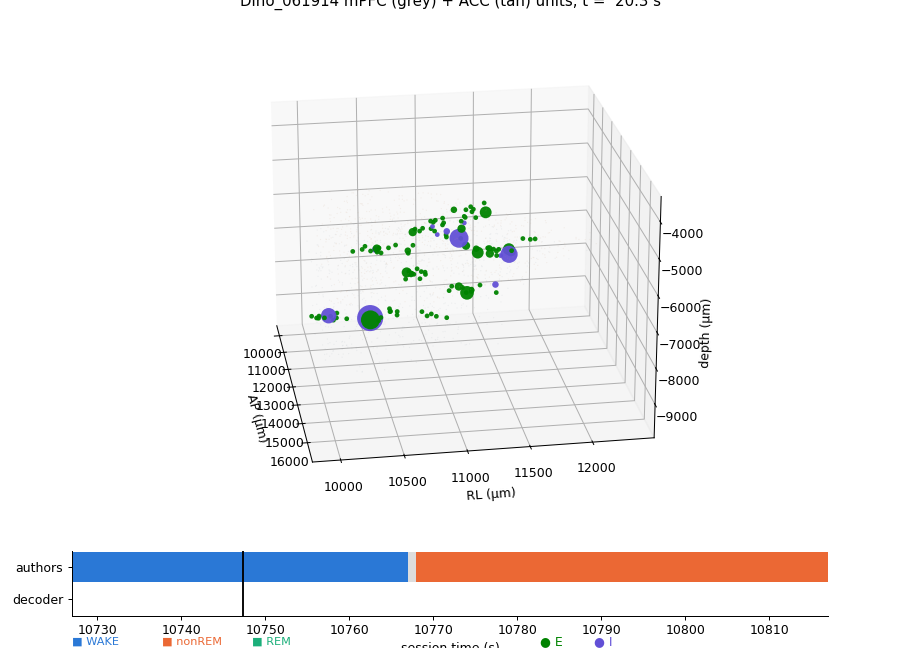 Dino_061914 mPFC (grey) + ACC (tan) units, t = 20.3 s
−4000
−5000
−6000
−7000
−8000
−9000
depth (μm)
10000
11000
12000
13000
14000
15000
16000
AP (μm)
10000
10500
11000
11500
12000
RL (μm)
authors
decoder
10730
10740
10750
10760
10770
10780
10790
10800
10810
WAKE
nonREM
REM
session time (s)
E
I